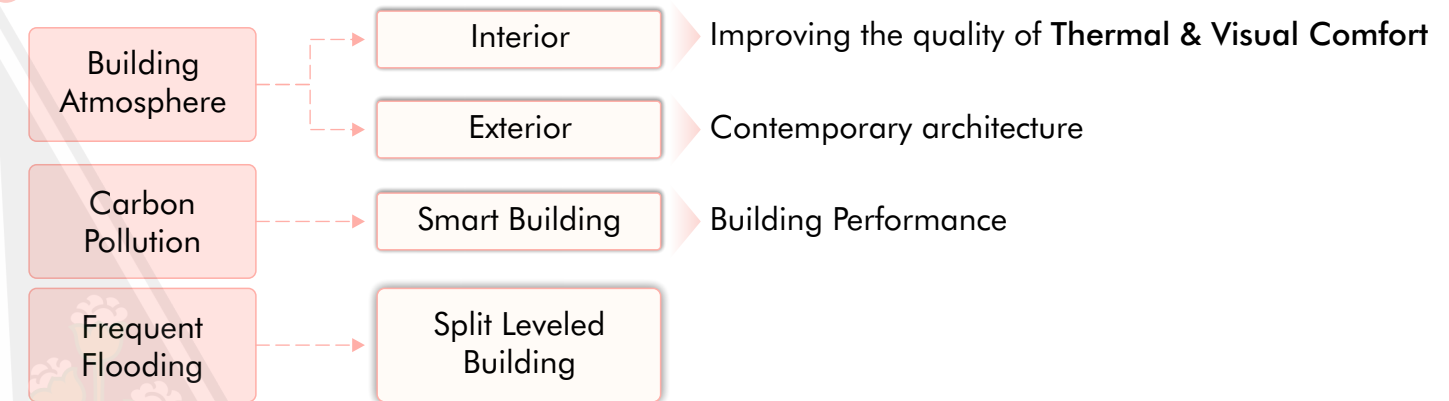 Building
Atmosphere
Interior
Improving the quality of Thermal & Visual Comfort
Exterior
Contemporary architecture
Carbon
Pollution
Smart Building
Building Performance
Frequent
Flooding
Split Leveled
Building